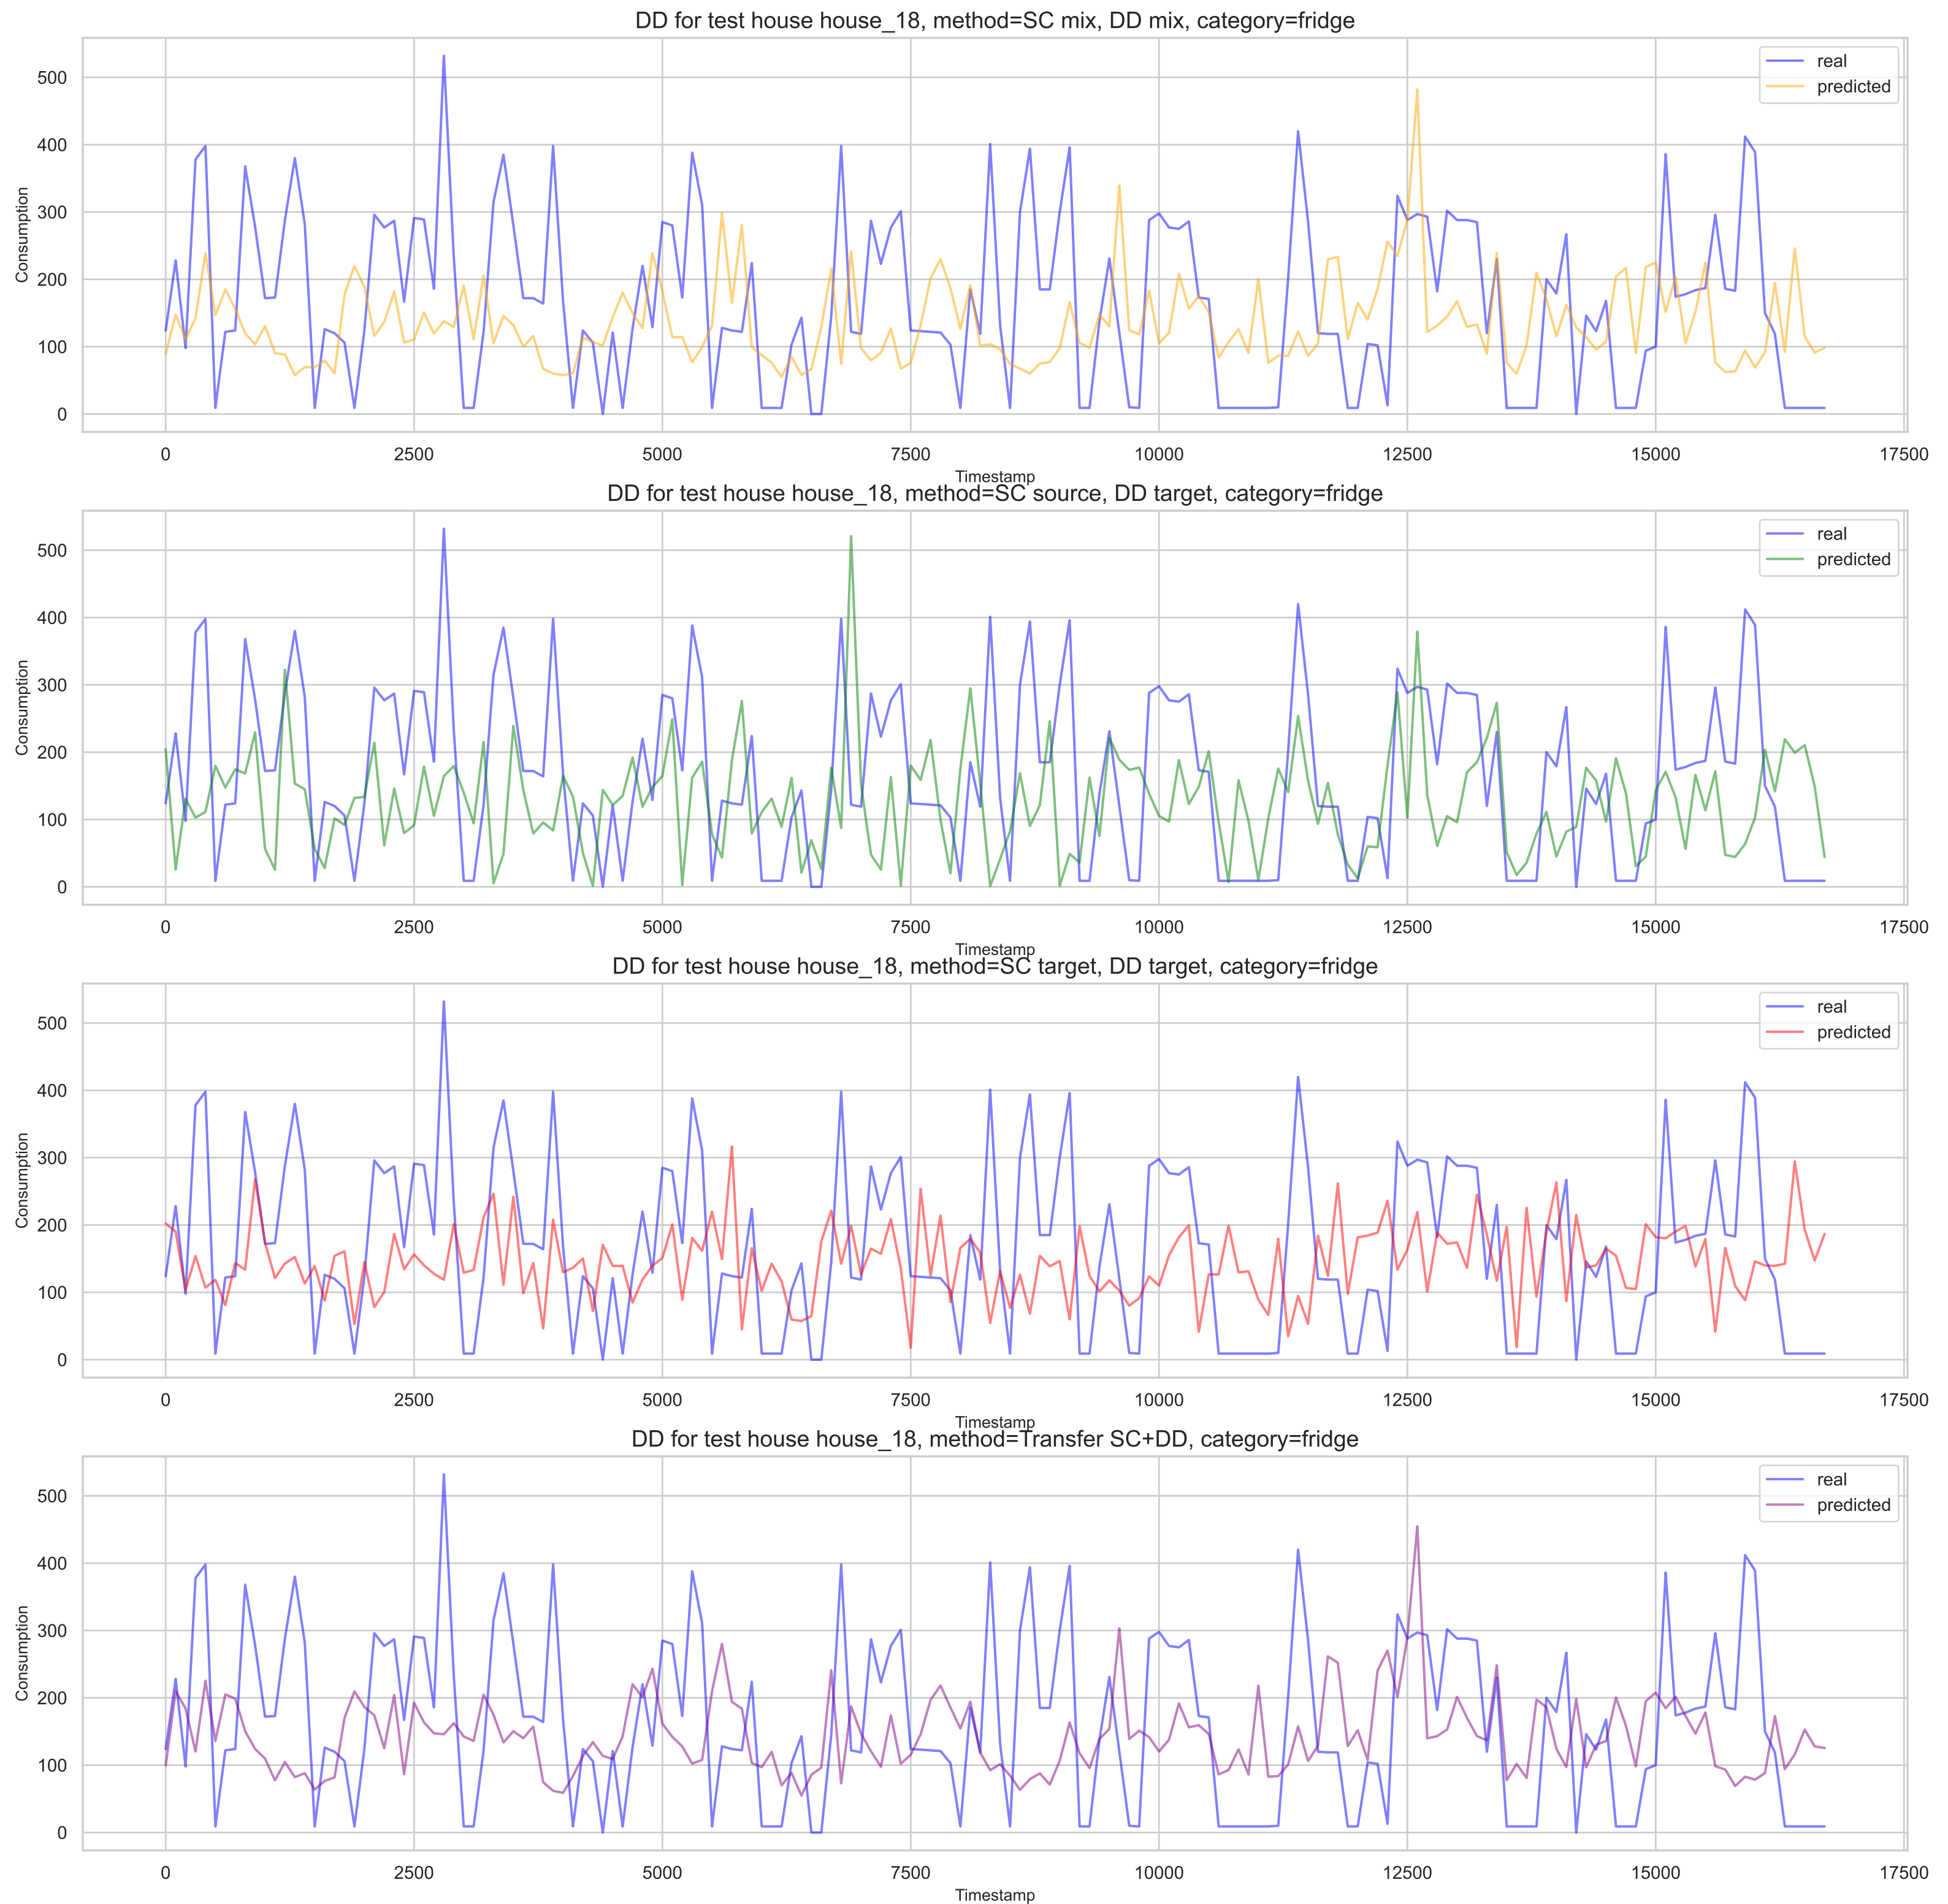 DD for test house house_18, method=SC mix, DD mix, category=fridge
real
predicted
Consumption
500
400
300
200
100
0
0 2500 5000 7500 10000 12500 15000 17500
Timestamp
DD for test house house_18, method=SC source, DD target, category=fridge
real
predicted
Consumption
500
400
300
200
100
0
0 2500 5000 7500 10000 12500 15000 17500
Timestamp
DD for test house house_18, method=SC target, DD target, category=fridge
real
predicted
Consumption
500
400
300
200
100
0
0 2500 5000 7500 10000 12500 15000 17500
Timestamp
DD for test house house_18, method=Transfer SC+DD, category=fridge
real
predicted
Consumption
500
400
300
200
100
0
0 2500 5000 7500 10000 12500 15000 17500
Timestamp